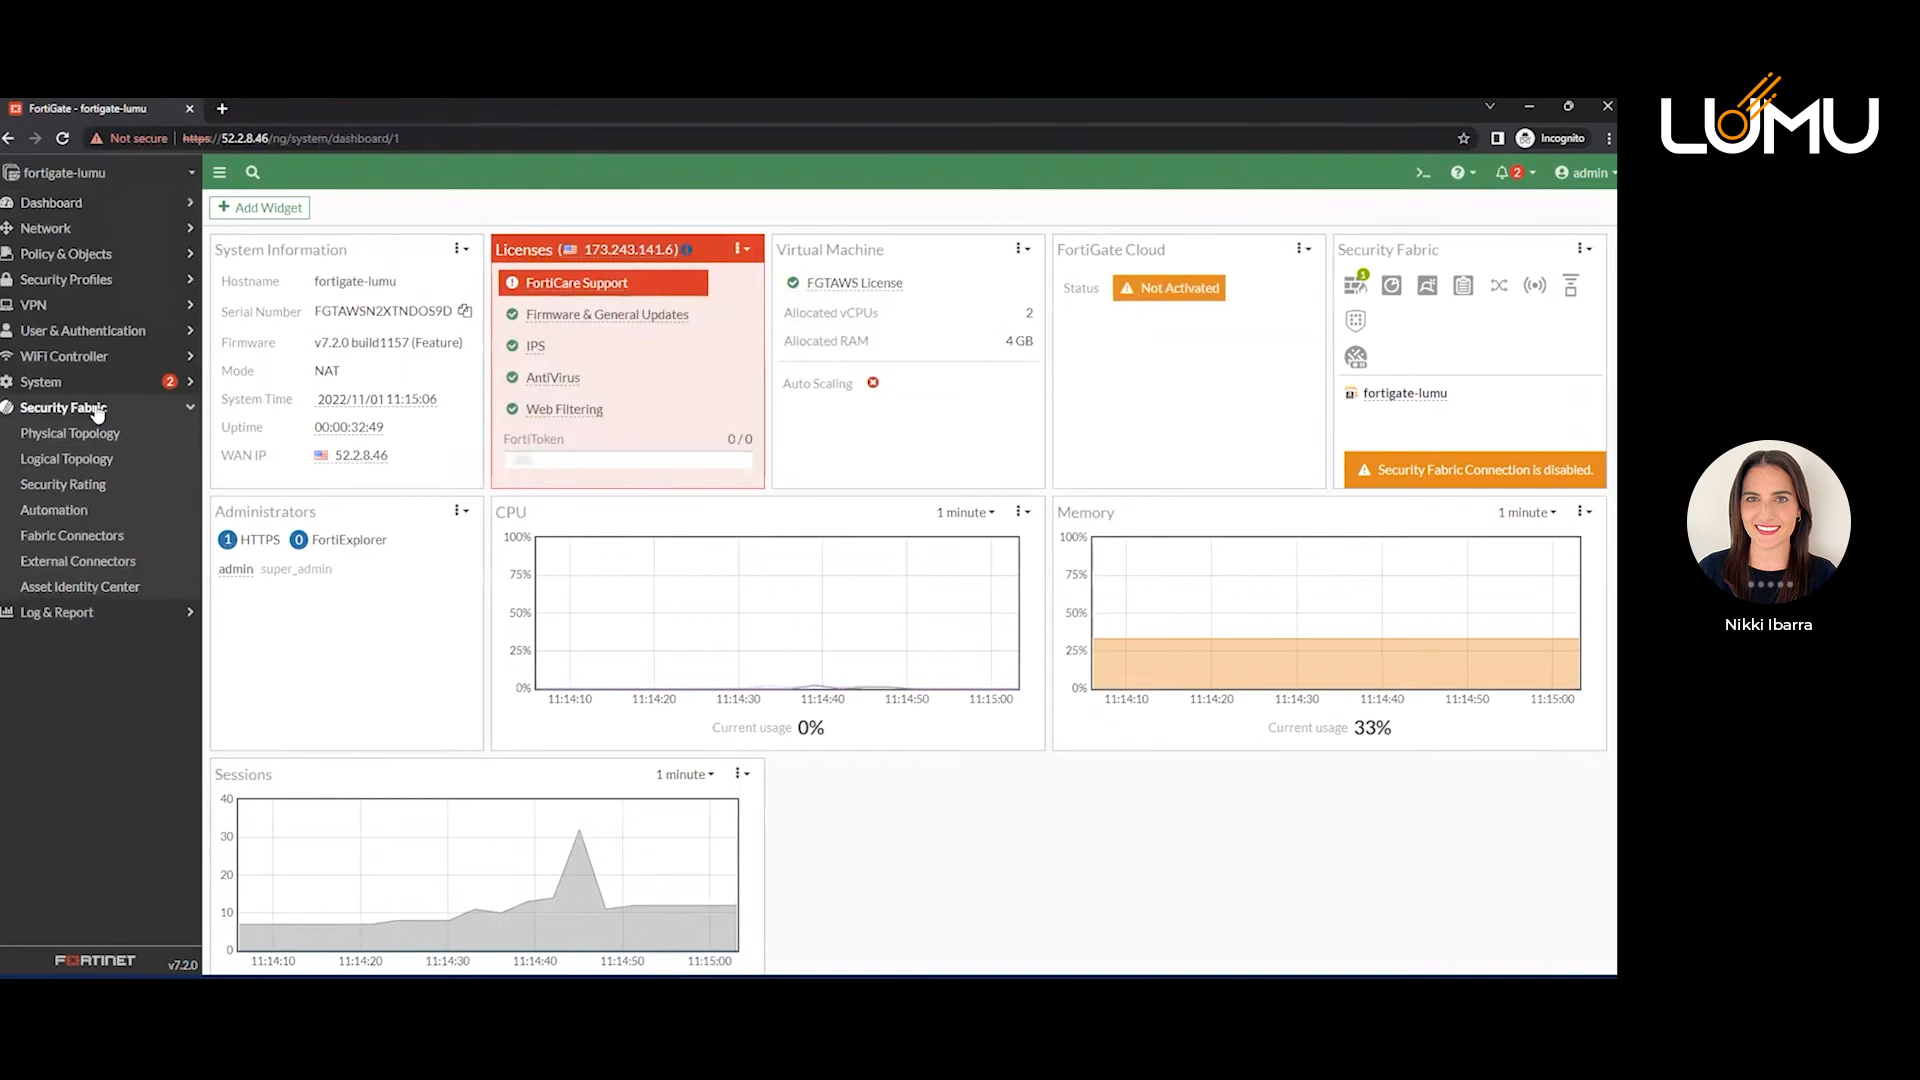 FortiGate - fortigate-lumu
Not secure
https://52.2.8.46/ng/system/dashboard/1
Incognito
LUMU
fortigate-lumu
2
admin
Dashboard
Network
Policy & Objects
Security Profiles
VPN
User & Authentication
WiFi Controller
System
2
Security Fabric
Physical Topology
Logical Topology
Security Rating
Automation
Fabric Connectors
External Connectors
Asset Identity Center
Log & Report
FORTINET
v7.2.0
Add Widget
System Information
Hostname fortigate-lumu
Serial Number FGTAWSN2XTNDOS9D
Firmware v7.2.0 build1157 (Feature)
Mode NAT
System Time 2022/11/01 11:15:06
Uptime 00:00:32:49
WAN IP 52.2.8.46
Licenses (173.243.141.6)
FortiCare Support
Firmware & General Updates
IPS
AntiVirus
Web Filtering
FortiToken 0 / 0
Virtual Machine
FGTAWS License
Allocated vCPUs 2
Allocated RAM 4 GB
Auto Scaling
FortiGate Cloud
Status Not Activated
Security Fabric
1
fortigate-lumu
Security Fabric Connection is disabled.
Administrators
1 HTTPS 0 FortiExplorer
admin super_admin
CPU
1 minute
100%
75%
50%
25%
0%
11:14:10 11:14:20 11:14:30 11:14:40 11:14:50 11:15:00
Current usage 0%
Memory
1 minute
100%
75%
50%
25%
0%
11:14:10 11:14:20 11:14:30 11:14:40 11:14:50 11:15:00
Current usage 33%
Sessions
1 minute
40
30
20
10
0
11:14:10 11:14:20 11:14:30 11:14:40 11:14:50 11:15:00
Nikki Ibarra